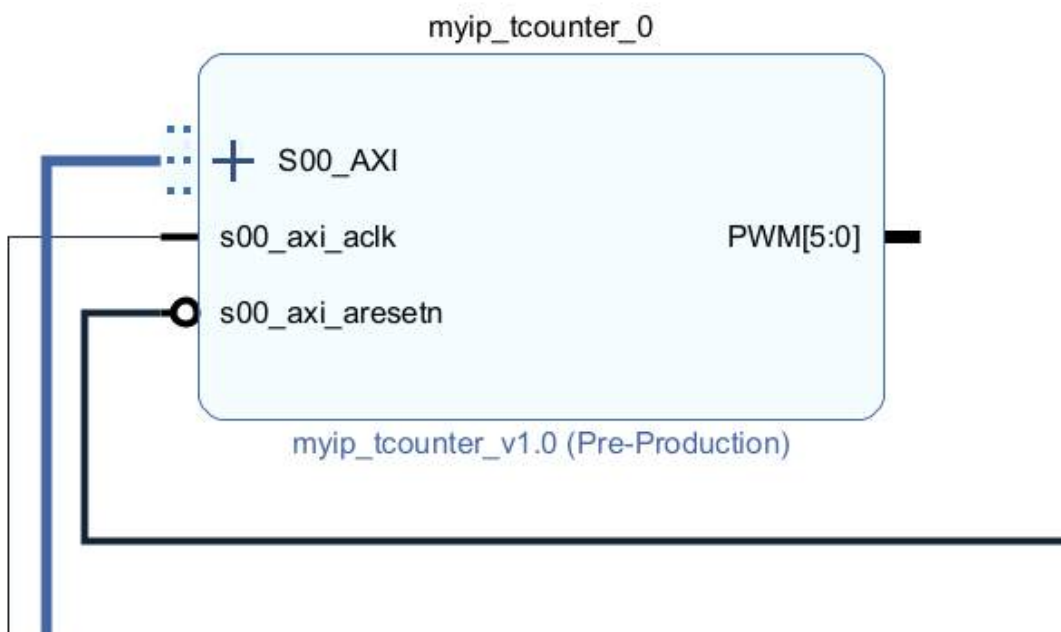 myip_tcounter_0
S00_AXI
s00_axi_aclk
PWM[5:0]
s00_axi_aresetn
myip_tcounter_v1.0 (Pre-Production)